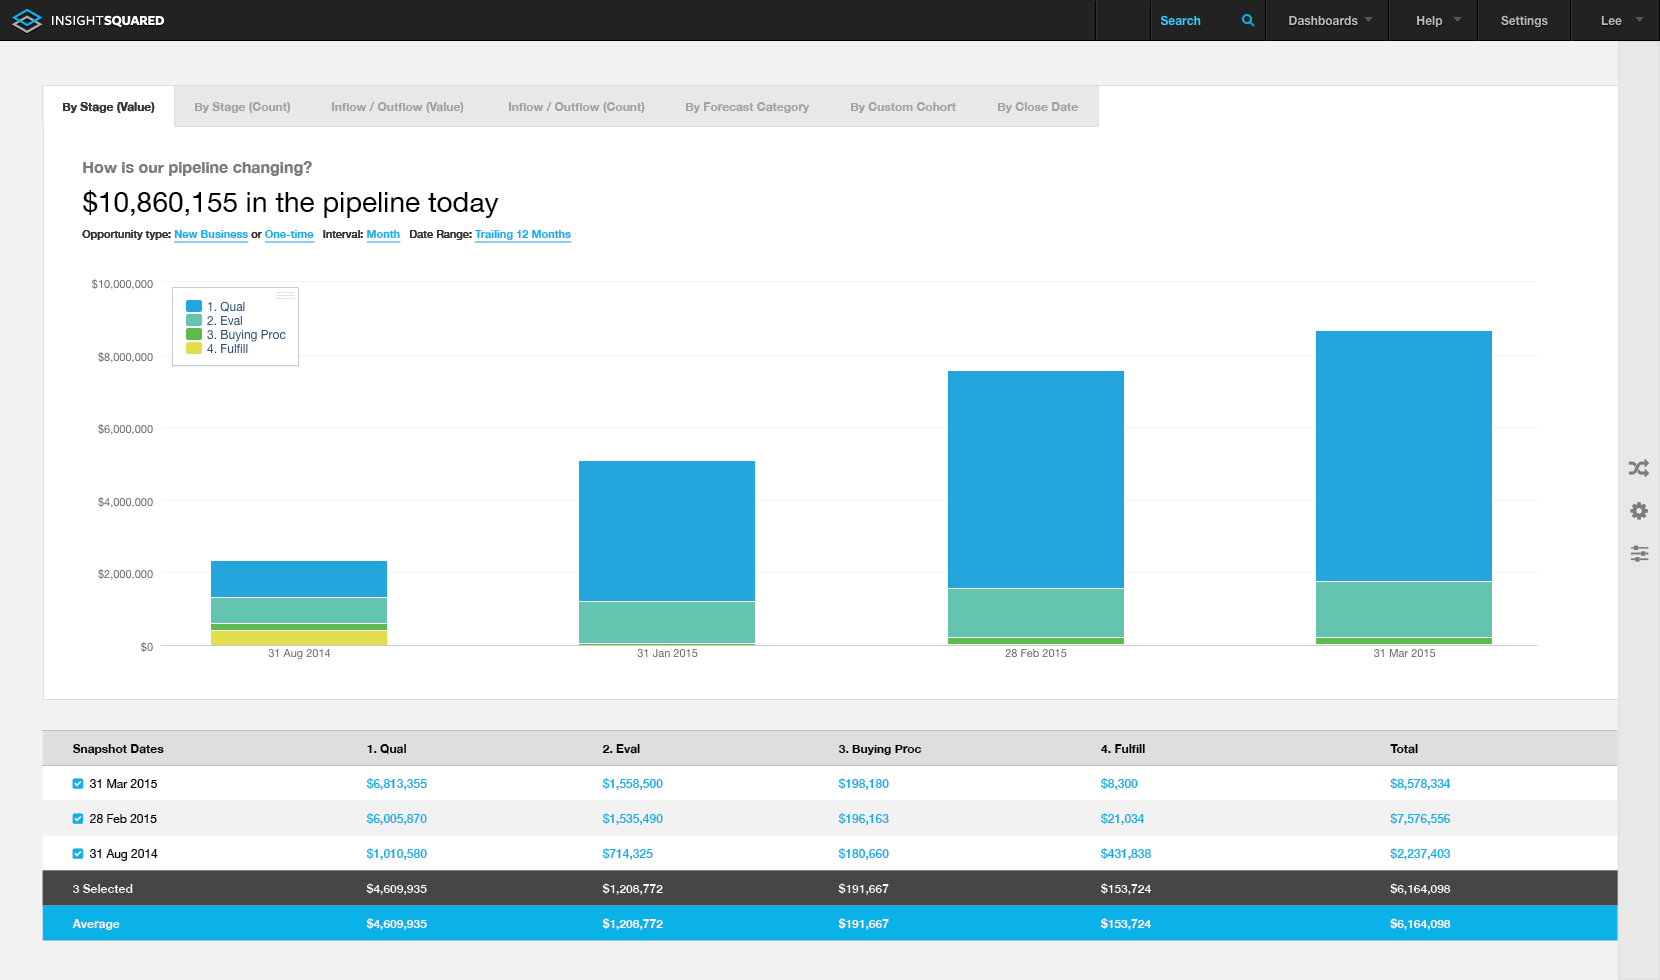 INSIGHTSQUARED Search Dashboards Help Settings Lee
By Stage (Value) By Stage (Count) Inflow / Outflow (Value) Inflow / Outflow (Count) By Forecast Category By Custom Cohort By Close Date
How is our pipeline changing?
$10,860,155 in the pipeline today
Opportunity type: New Business or One-time Interval: Month Date Range: Trailing 12 Months
$10,000,000
1. Qual
2. Eval
3. Buying Proc
4. Fulfill
$8,000,000
$6,000,000
$4,000,000
$2,000,000
$0
31 Aug 2014 31 Jan 2015 28 Feb 2015 31 Mar 2015
Snapshot Dates 1. Qual 2. Eval 3. Buying Proc 4. Fulfill Total
31 Mar 2015 $6,813,355 $1,558,500 $198,180 $8,300 $8,578,334
28 Feb 2015 $6,005,870 $1,535,490 $196,163 $21,034 $7,576,556
31 Aug 2014 $1,010,580 $714,325 $180,660 $431,838 $2,237,403
3 Selected $4,609,935 $1,208,772 $191,667 $153,724 $6,164,098
Average $4,609,935 $1,208,772 $191,667 $153,724 $6,164,098